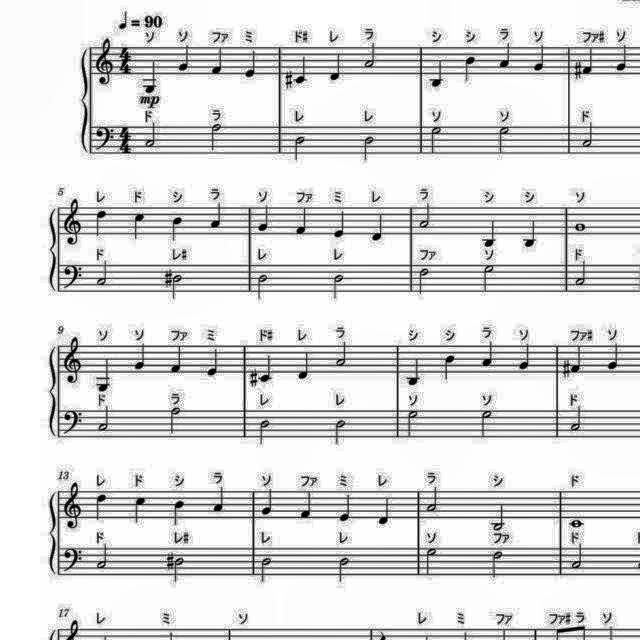 ♩= 90
ソ ソ ファ ミ ド# レ ラ シ シ ラ ソ ファ# ソ
mp
ド ラ レ レ ソ ソ ド
5
レ ド シ ラ ソ ファ ミ レ ラ シ シ ソ
ド レ# レ レ ファ ソ ド
9
ソ ソ ファ ミ ド# レ ラ シ シ ラ ソ ファ# ソ
ド ラ レ レ ソ ソ ド
13
レ ド シ ラ ソ ファ ミ レ ラ シ ド
ド レ# レ レ ソ ファ ド
17
レ ミ ソ レ ミ ファ ファ# ラ ソ